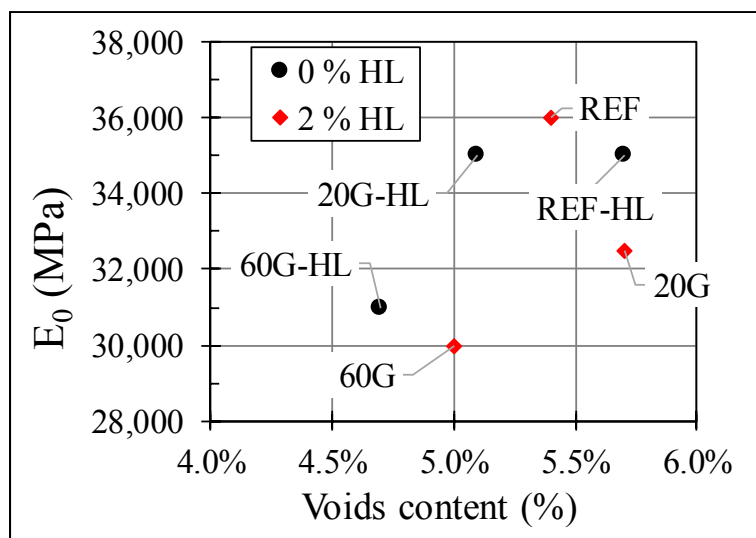 38,000
36,000
34,000
32,000
30,000
28,000
E0 (MPa)
0 % HL
2 % HL
REF
20G-HL
REF-HL
60G-HL
20G
60G
4.0%
4.5%
5.0%
5.5%
6.0%
Voids content (%)